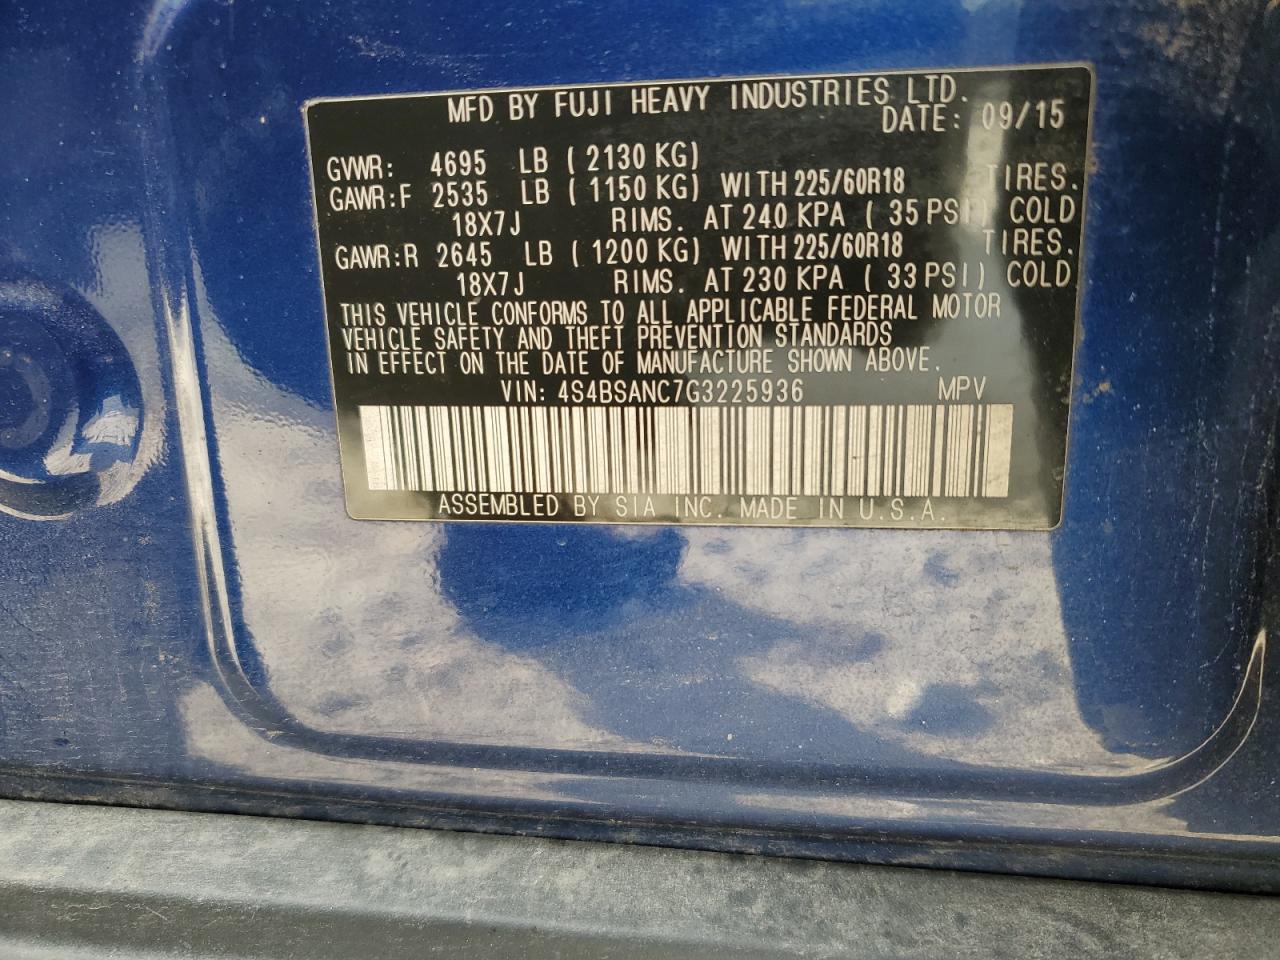 MFD BY FUJI HEAVY INDUSTRIES LTD.
DATE: 09/15
GVWR: 4695 LB ( 2130 KG)
GAWR:F 2535 LB ( 1150 KG) WITH 225/60R18 TIRES.
18X7J RIMS. AT 240 KPA ( 35 PSI) COLD
GAWR:R 2645 LB ( 1200 KG) WITH 225/60R18 TIRES.
18X7J RIMS. AT 230 KPA ( 33 PSI) COLD
THIS VEHICLE CONFORMS TO ALL APPLICABLE FEDERAL MOTOR
VEHICLE SAFETY AND THEFT PREVENTION STANDARDS
IN EFFECT ON THE DATE OF MANUFACTURE SHOWN ABOVE.
VIN: 4S4BSANC7G3225936 MPV
ASSEMBLED BY SIA INC. MADE IN U.S.A.